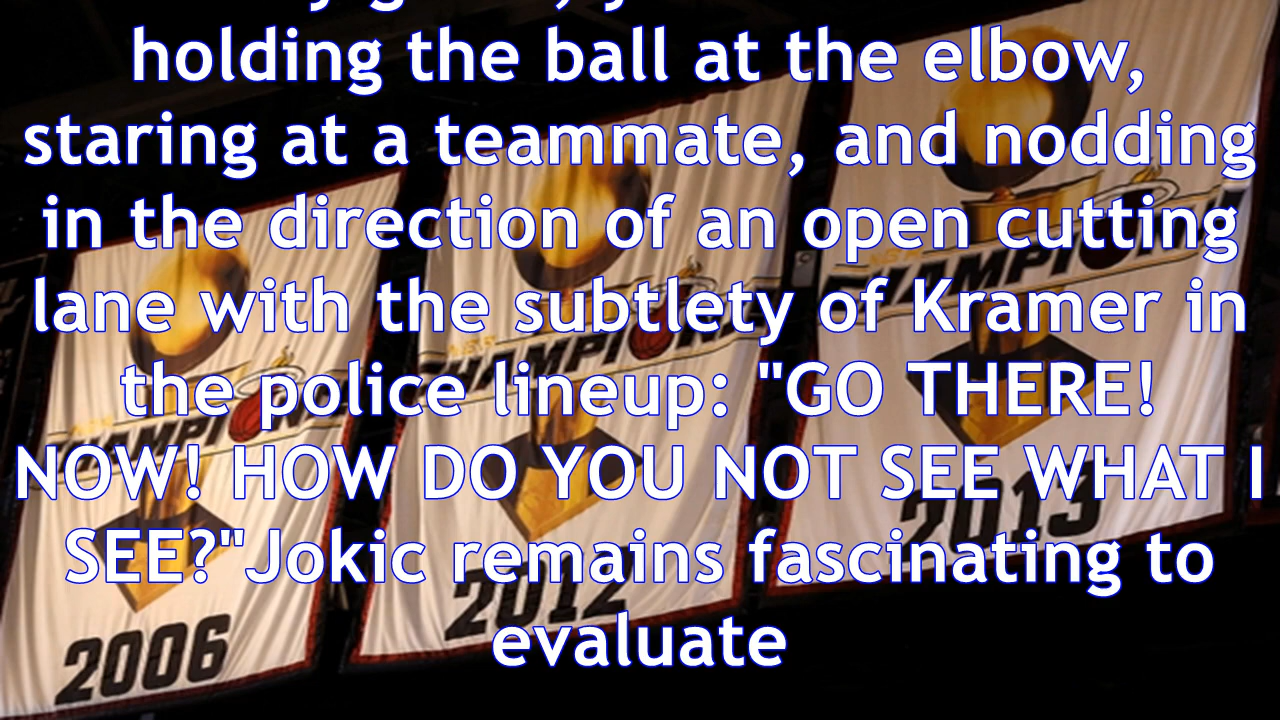 holding the ball at the elbow,
staring at a teammate, and nodding
in the direction of an open cutting
lane with the subtlety of Kramer in
the police lineup: "GO THERE!
NOW! HOW DO YOU NOT SEE WHAT I
SEE?" Jokic remains fascinating to
evaluate
2006
2012
2013